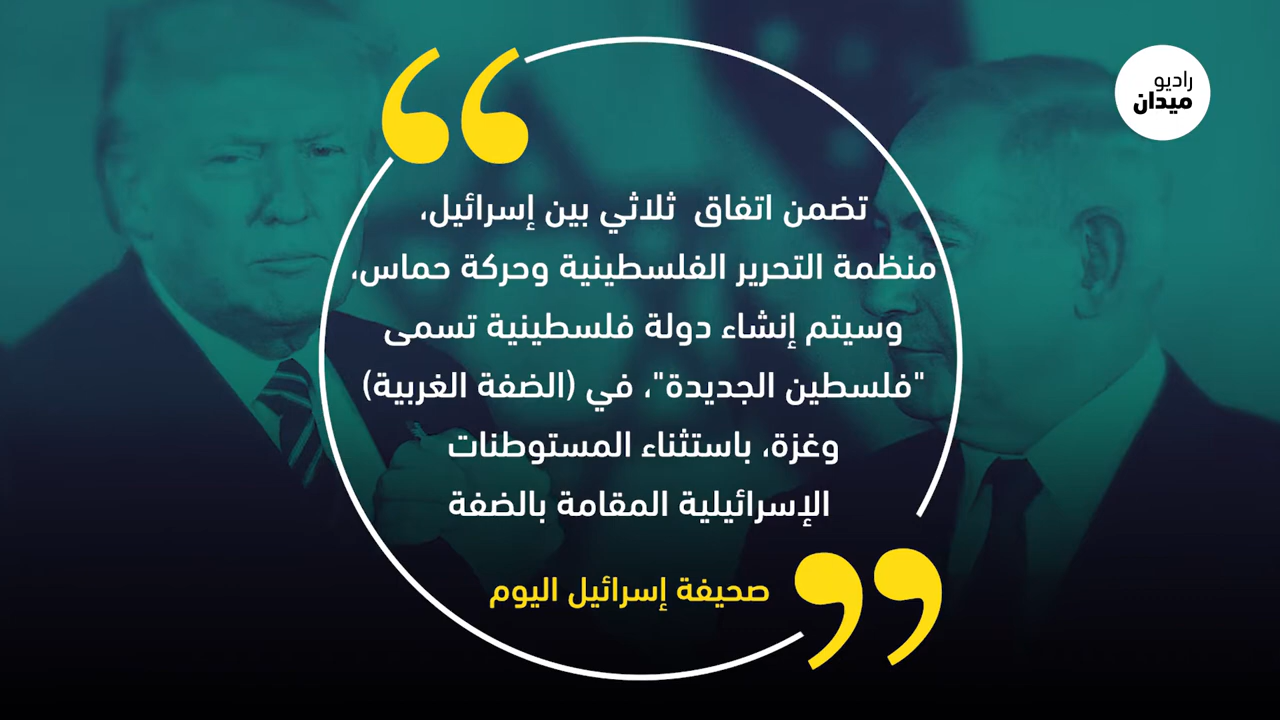 راديو
ميدان
تضمن اتفاق ثلاثي بين إسرائيل،
منظمة التحرير الفلسطينية وحركة حماس،
وسيتم إنشاء دولة فلسطينية تسمى
"فلسطين الجديدة"، في (الضفة الغربية)
وغزة، باستثناء المستوطنات
الإسرائيلية المقامة بالضفة
صحيفة إسرائيل اليوم